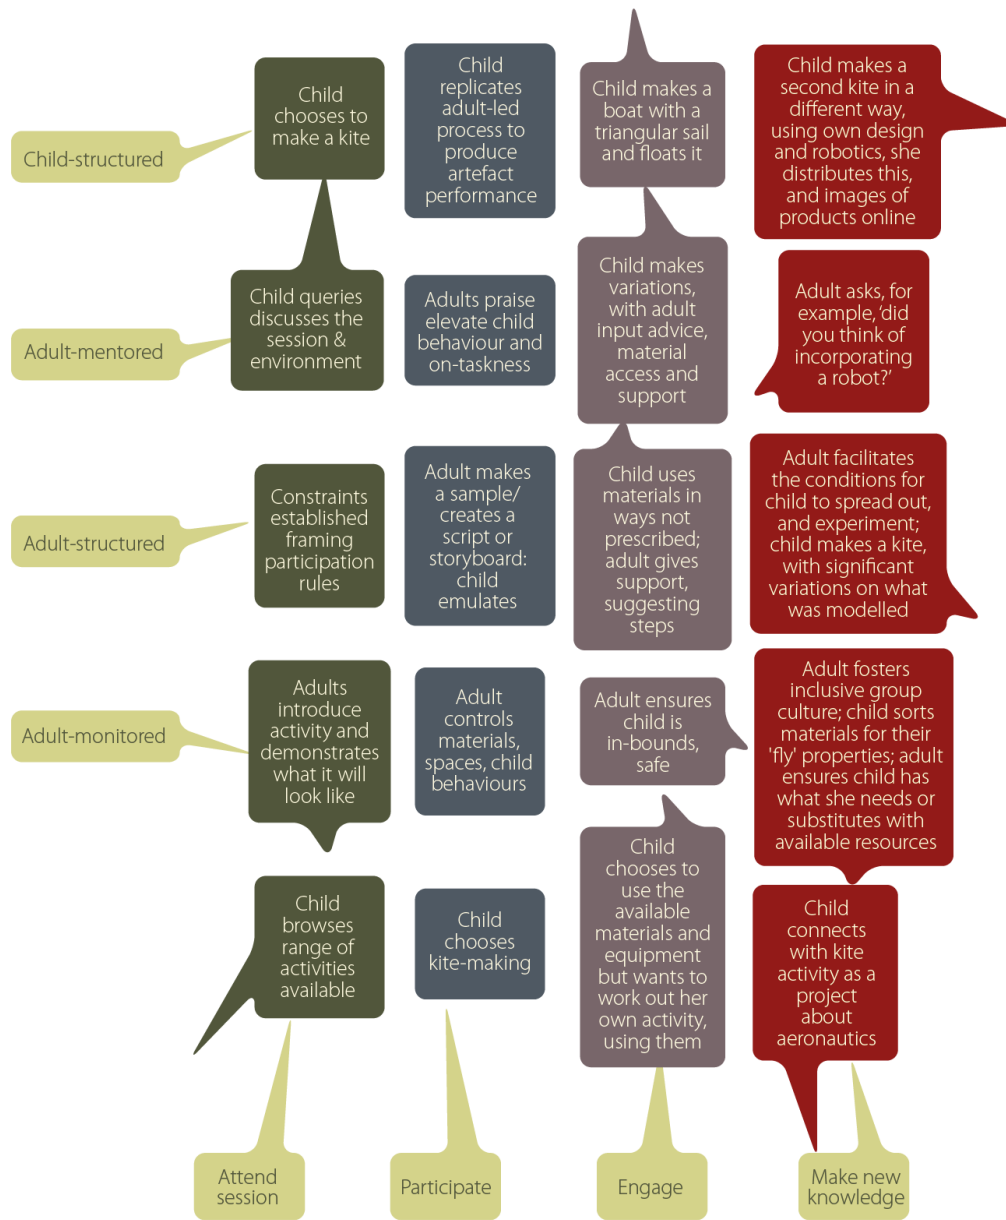 Child-structured
Child
chooses to
make a kite
Child
replicates
adult-led
process to
produce
artefact
performance
Child makes a
boat with a
triangular sail
and floats it
Child makes a
second kite in a
different way,
using own design
and robotics, she
distributes this,
and images of
products online
Adult-mentored
Child queries
discusses the
session &
environment
Adults praise
elevate child
behaviour and
on-taskness
Child makes
variations,
with adult
input advice,
material
access and
support
Adult asks, for
example, ‘did
you think of
incorporating
a robot?’
Adult-structured
Constraints
established
framing
participation
rules
Adult makes
a sample/
creates a
script or
storyboard:
child
emulates
Child uses
materials in
ways not
prescribed;
adult gives
support,
suggesting
steps
Adult facilitates
the conditions for
child to spread out,
and experiment;
child makes a kite,
with significant
variations on what
was modelled
Adult-monitored
Adults
introduce
activity and
demonstrates
what it will
look like
Adult
controls
materials,
spaces, child
behaviours
Adult ensures
child is
in-bounds,
safe
Adult fosters
inclusive group
culture; child sorts
materials for their
'fly' properties; adult
ensures child has
what she needs or
substitutes with
available resources
Child
browses
range of
activities
available
Child
chooses
kite-making
Child
chooses to
use the
available
materials and
equipment
but wants to
work out her
own activity,
using them
Child
connects
with kite
activity as a
project
about
aeronautics
Attend
session
Participate
Engage
Make new
knowledge